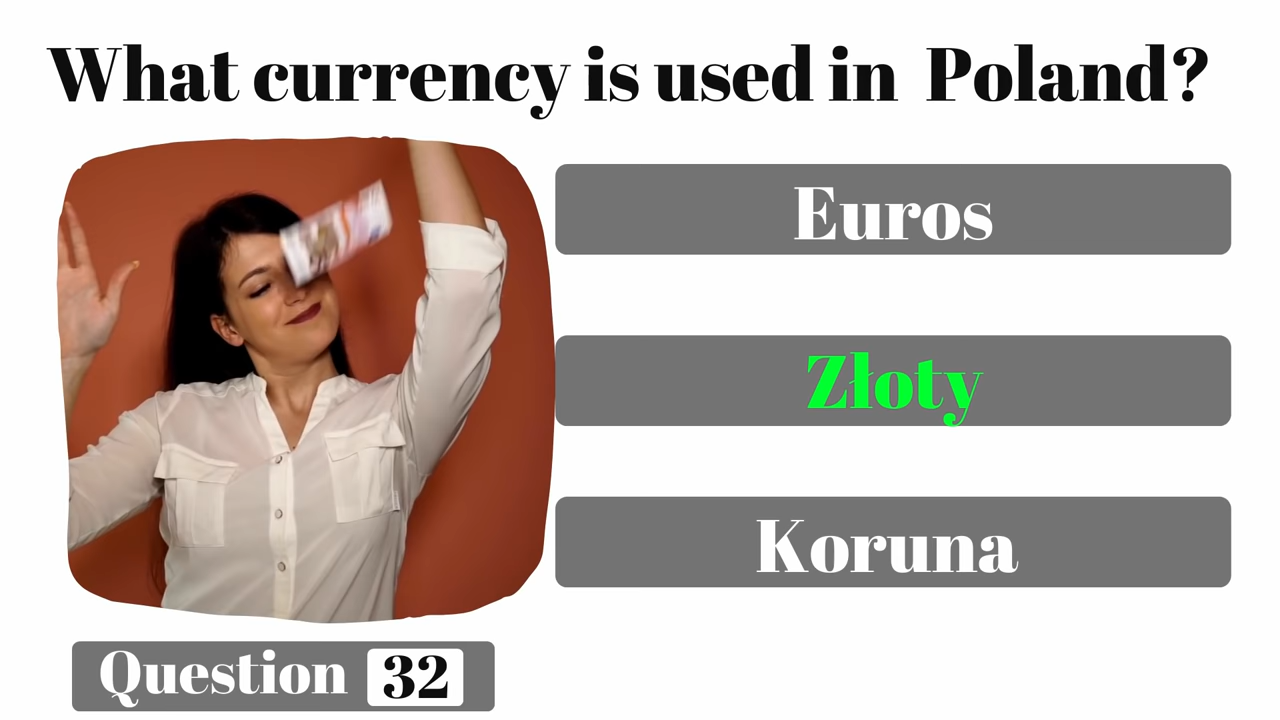 What currency is used in Poland?
Euros
Złoty
Koruna
Question 32